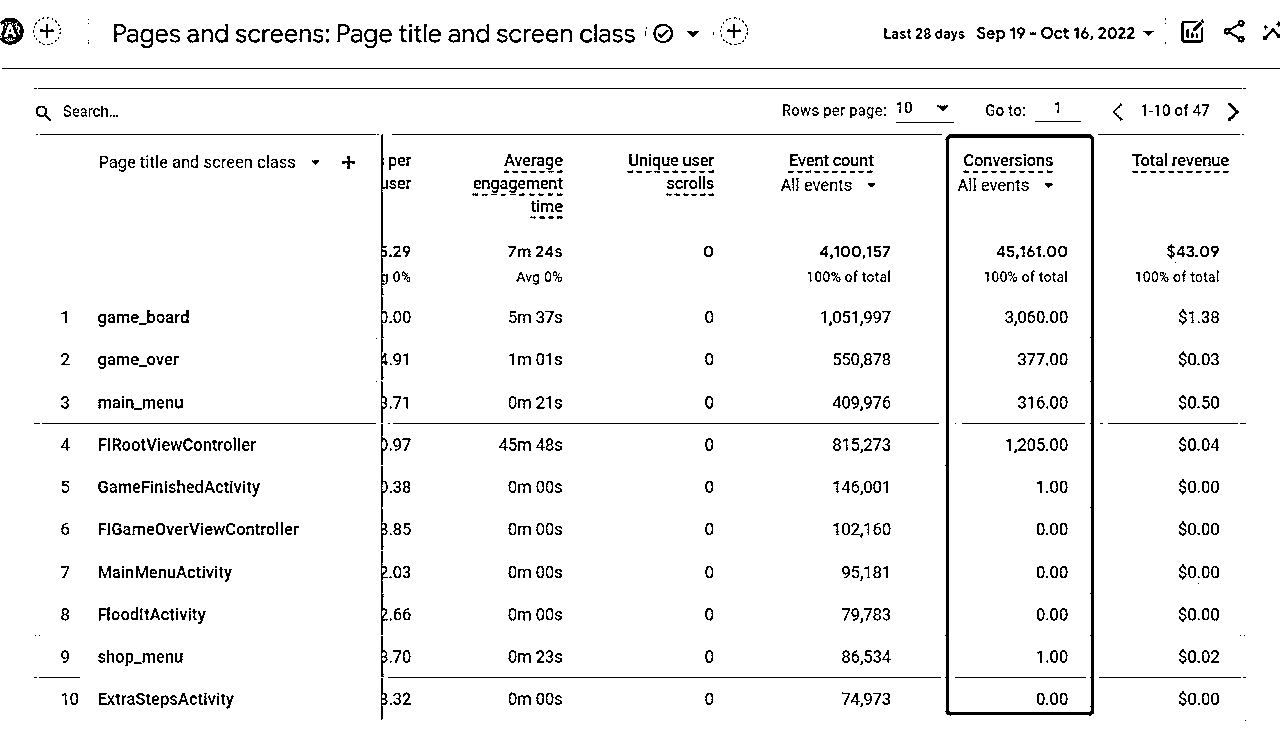 Pages and screens: Page title and screen class
Last 28 days Sep 19 - Oct 16, 2022
Search...
Rows per page: 10 Go to: 1 1-10 of 47
Page title and screen class + per user
Average engagement time
Unique user scrolls
Event count All events
Conversions All events
Total revenue
5.29 7m 24s 0 4,100,157 45,161.00 $43.09
0% Avg 0% 100% of total 100% of total 100% of total
1 game_board 0.00 5m 37s 0 1,051,997 3,060.00 $1.38
2 game_over 4.91 1m 01s 0 550,878 377.00 $0.03
3 main_menu 3.71 0m 21s 0 409,976 316.00 $0.50
4 FIRootViewController 0.97 45m 48s 0 815,273 1,205.00 $0.04
5 GameFinishedActivity 0.38 0m 00s 0 146,001 1.00 $0.00
6 FIGameOverViewController 3.85 0m 00s 0 102,160 0.00 $0.00
7 MainMenuActivity 2.03 0m 00s 0 95,181 0.00 $0.00
8 FloodItActivity 2.66 0m 00s 0 79,783 0.00 $0.00
9 shop_menu 3.70 0m 23s 0 86,534 1.00 $0.02
10 ExtraStepsActivity 3.32 0m 00s 0 74,973 0.00 $0.00